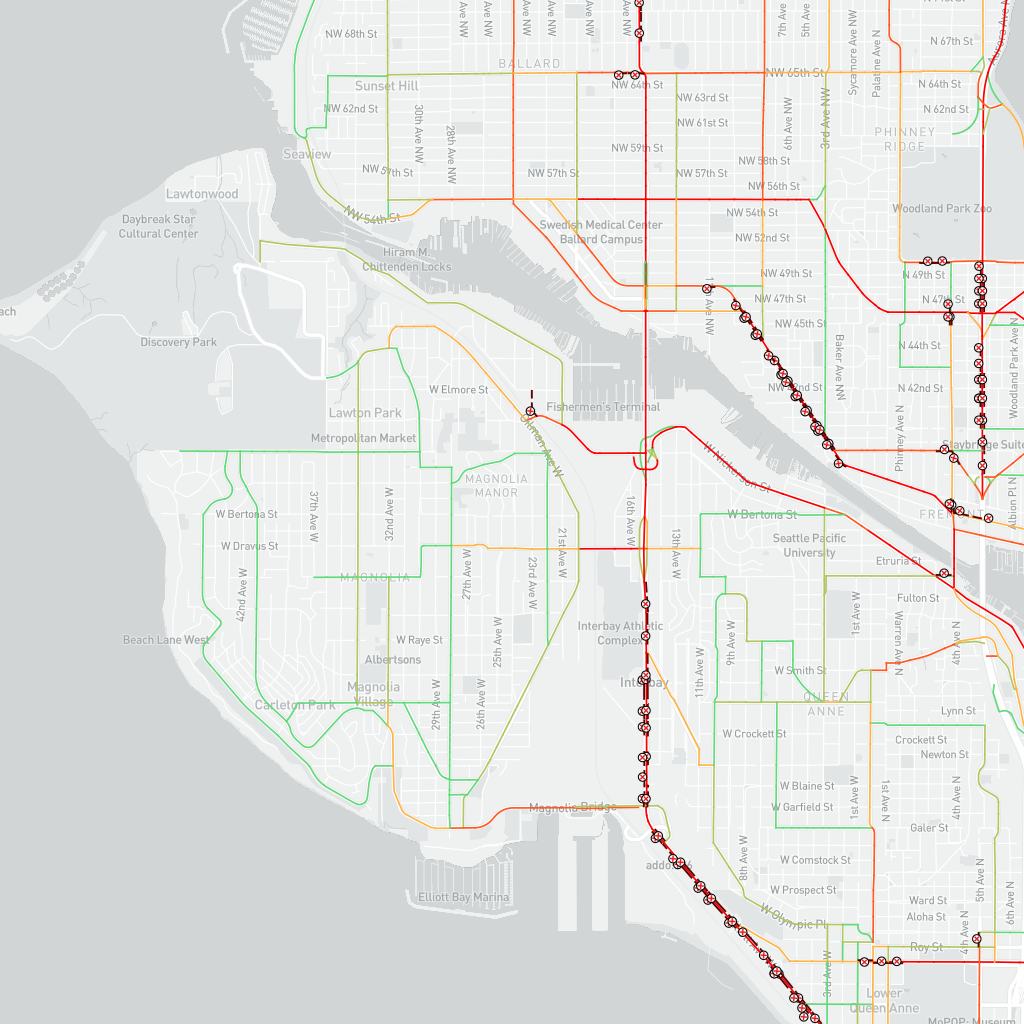 NW 68th St
N 67th St
BALLARD
NW 65th St
Sunset Hill
NW 64th St
N 64th St
NW 62nd St
NW 63rd St
N 62nd St
30th Ave NW
28th Ave NW
NW 61st St
6th Ave NW
3rd Ave NW
Sycamore Ave NW
Palatine Ave N
PHINNEY
RIDGE
Seaview
NW 59th St
NW 58th St
NW 57th St
NW 57th St
NW 57th St
NW 56th St
Lawtonwood
NW 54th St
NW 54th St
Woodland Park Zoo
Daybreak Star
Cultural Center
Swedish Medical Center
Ballard Campus
NW 52nd St
Hiram M.
Chittenden Locks
NW 49th St
N 49th St
NW 47th St
N 47th St
NW 45th St
Discovery Park
Baker Ave NW
N 44th St
Woodland Park Ave N
W Elmore St
N 42nd St
Fishermen's Terminal
Lawton Park
Gilman Ave W
Phinney Ave N
Metropolitan Market
Staybridge Suites
W Nickerson St
MAGNOLIA
MANOR
Albion Pl N
37th Ave W
32nd Ave W
16th Ave W
W Bertona St
W Bertona St
FREMONT
W Dravus St
21st Ave W
13th Ave W
Seattle Pacific
University
Etruria St
MAGNOLIA
27th Ave W
23rd Ave W
42nd Ave W
Fulton St
1st Ave W
Warren Ave N
4th Ave N
Interbay Athletic
Complex
Beach Lane West
W Raye St
25th Ave W
9th Ave W
Albertsons
11th Ave W
W Smith St
Interbay
Magnolia
Village
QUEEN
ANNE
Carleton Park
29th Ave W
26th Ave W
Lynn St
W Crockett St
Crockett St
Newton St
W Blaine St
1st Ave W
1st Ave N
4th Ave N
Magnolia Bridge
W Garfield St
Galer St
8th Ave W
W Comstock St
5th Ave N
6th Ave N
Elliott Bay Marina
W Prospect St
Ward St
Aloha St
W Olympic Pl
4th Ave N
Roy St
3rd Ave W
Lower
Queen Anne
MoPOP: Museum